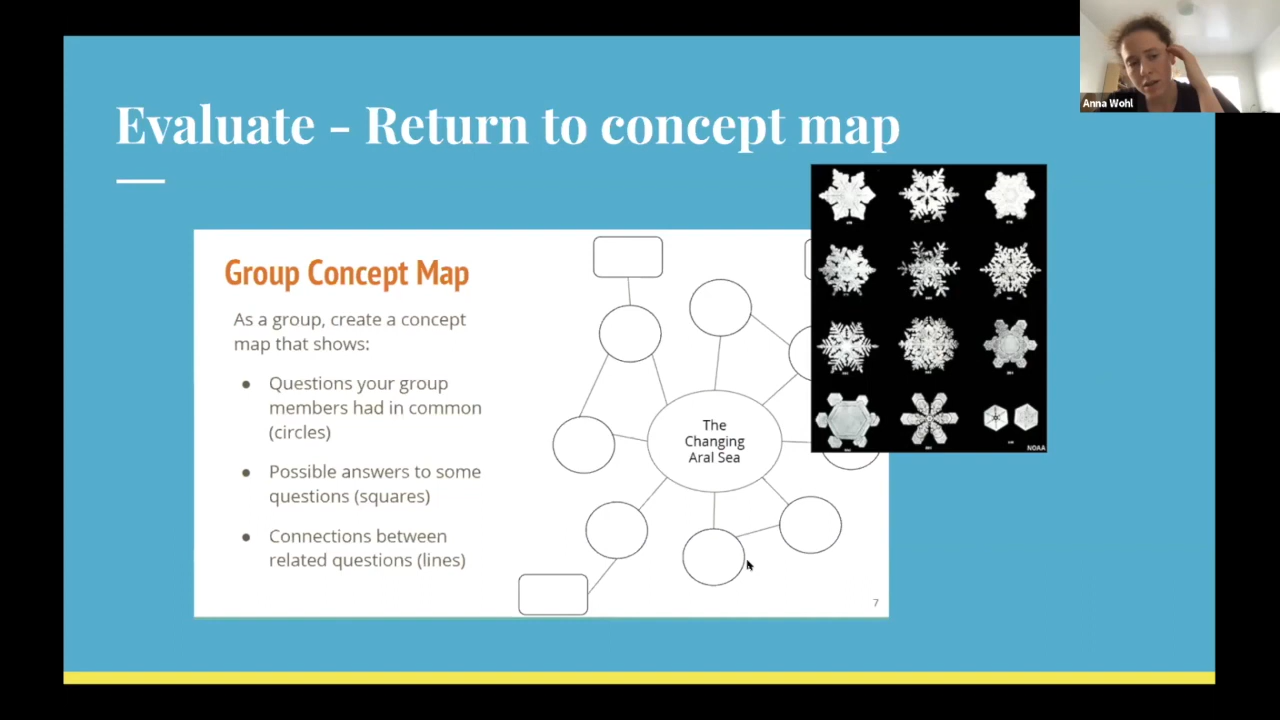 Anna Wohl
Evaluate - Return to concept map
Group Concept Map
As a group, create a concept
map that shows:
● Questions your group
members had in common
(circles)
● Possible answers to some
questions (squares)
● Connections between
related questions (lines)
The
Changing
Aral Sea
7
NOAA